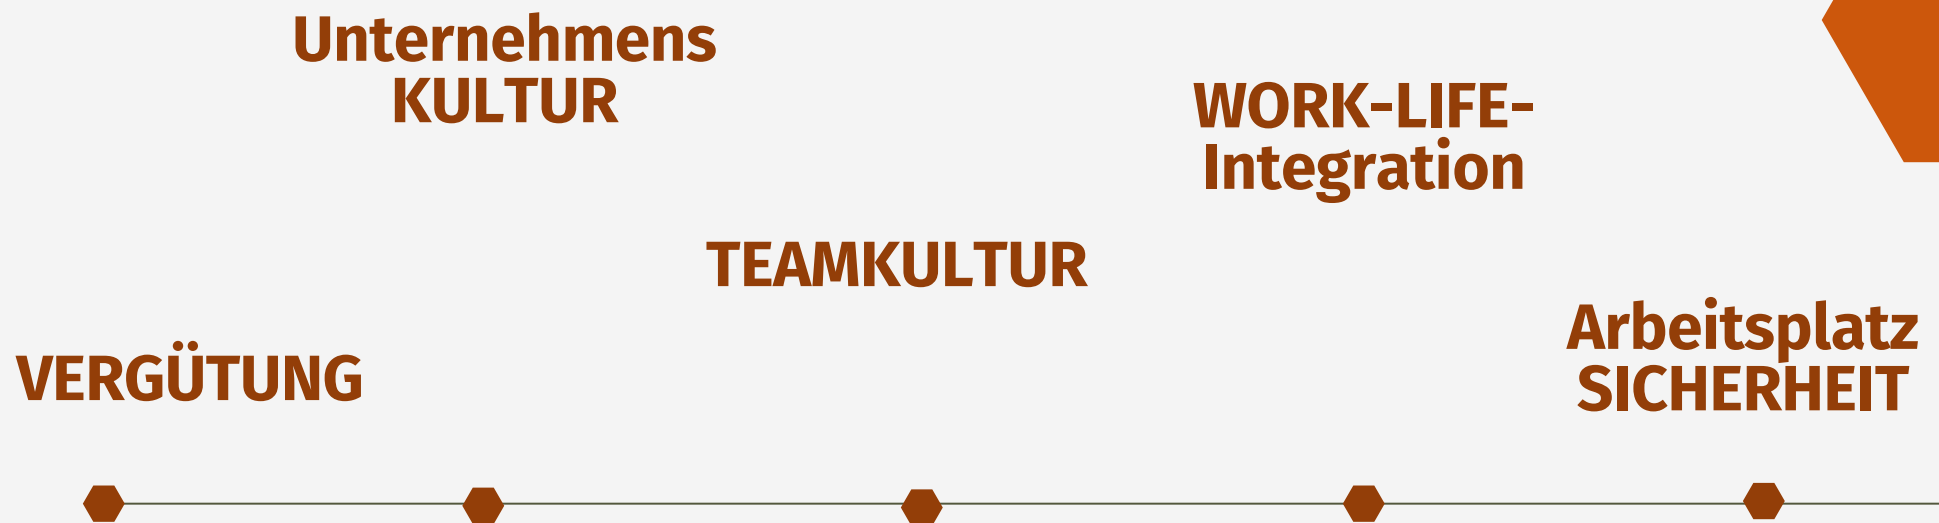 Unternehmens
KULTUR
WORK-LIFE-
Integration
TEAMKULTUR
Arbeitsplatz
SICHERHEIT
VERGÜTUNG